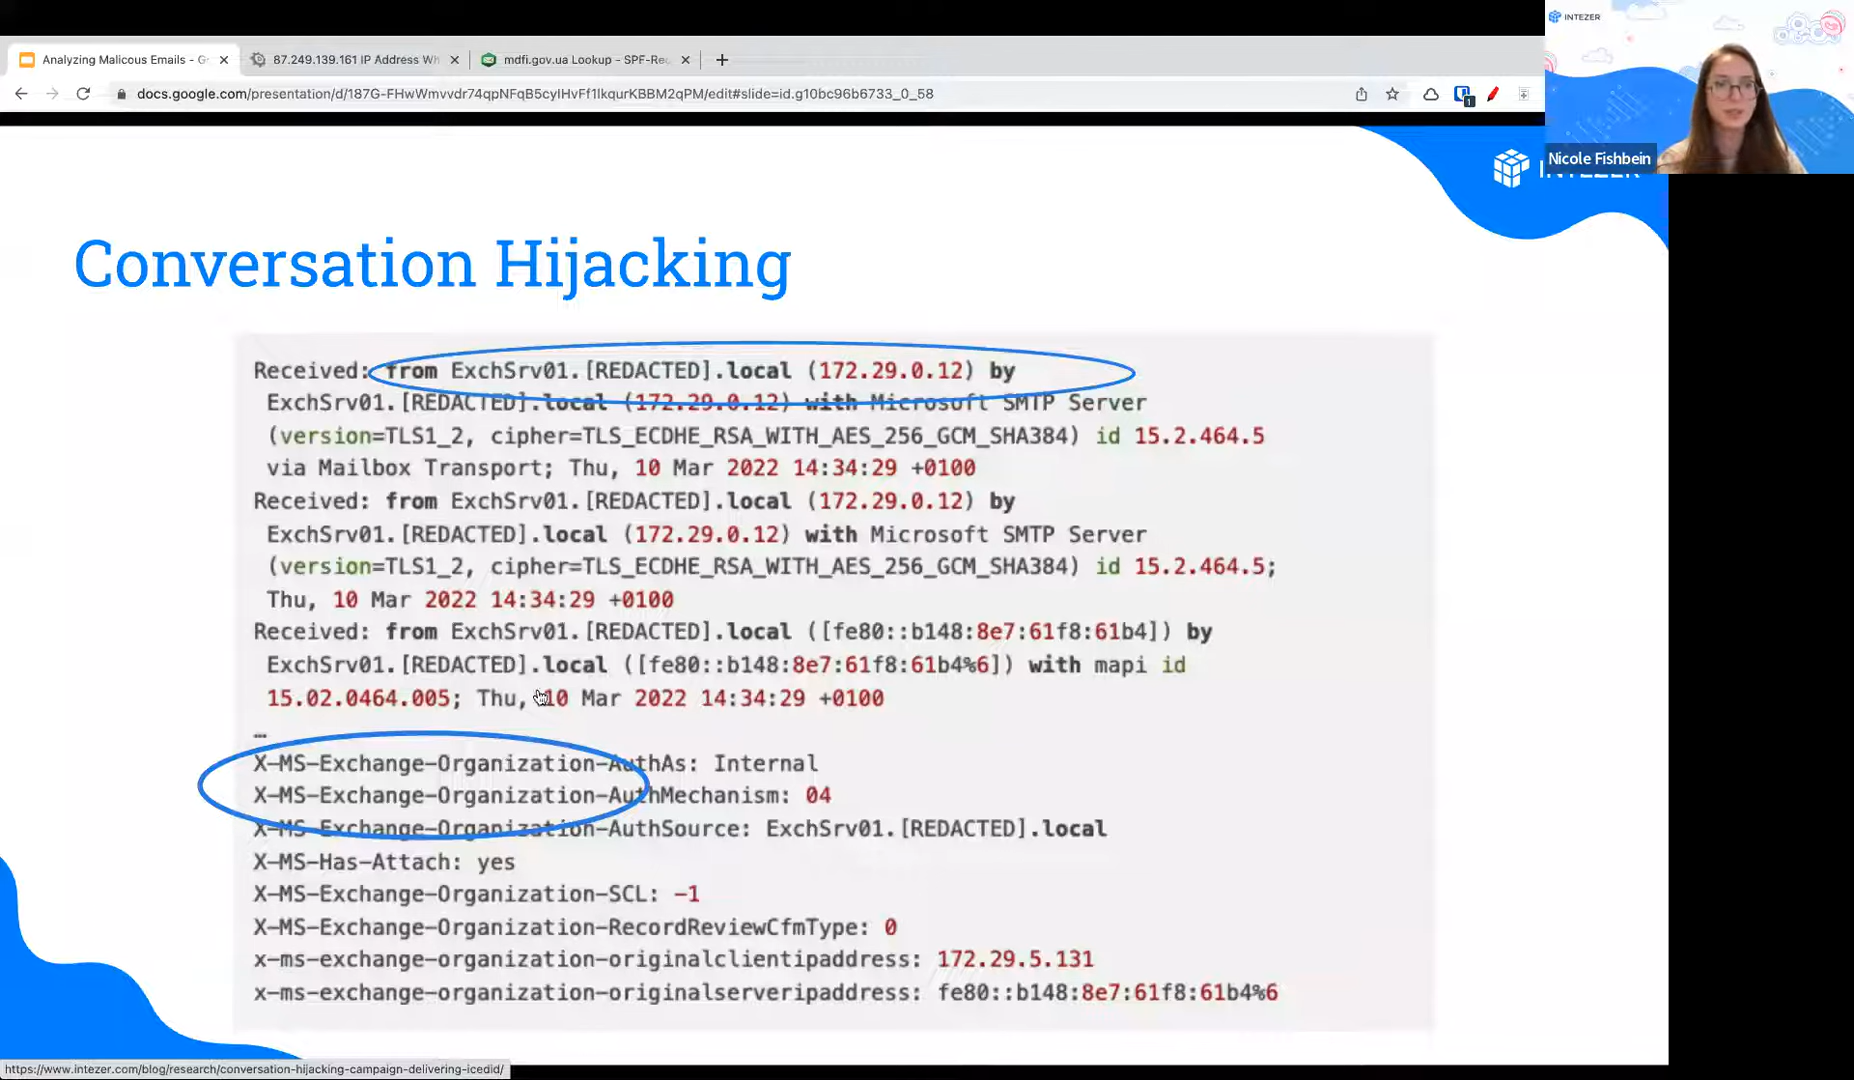 Analyzing Malicous Emails - G
87.249.139.161 IP Address Wh
mdfi.gov.ua Lookup - SPF-Re
docs.google.com/presentation/d/187G-FHwWmvvdr74qpNFqB5cyIHvFf1lkqurKBBM2qPM/edit#slide=id.g10bc96b6733_0_58
INTEZER
Nicole Fishbein
INTEZER
Conversation Hijacking
Received: from ExchSrv01.[REDACTED].local (172.29.0.12) by
ExchSrv01.[REDACTED].local (172.29.0.12) with Microsoft SMTP Server
(version=TLS1_2, cipher=TLS_ECDHE_RSA_WITH_AES_256_GCM_SHA384) id 15.2.464.5
via Mailbox Transport; Thu, 10 Mar 2022 14:34:29 +0100
Received: from ExchSrv01.[REDACTED].local (172.29.0.12) by
ExchSrv01.[REDACTED].local (172.29.0.12) with Microsoft SMTP Server
(version=TLS1_2, cipher=TLS_ECDHE_RSA_WITH_AES_256_GCM_SHA384) id 15.2.464.5;
Thu, 10 Mar 2022 14:34:29 +0100
Received: from ExchSrv01.[REDACTED].local ([fe80::b148:8e7:61f8:61b4]) by
ExchSrv01.[REDACTED].local ([fe80::b148:8e7:61f8:61b4%6]) with mapi id
15.02.0464.005; Thu, 10 Mar 2022 14:34:29 +0100
…
X-MS-Exchange-Organization-AuthAs: Internal
X-MS-Exchange-Organization-AuthMechanism: 04
X-MS-Exchange-Organization-AuthSource: ExchSrv01.[REDACTED].local
X-MS-Has-Attach: yes
X-MS-Exchange-Organization-SCL: -1
X-MS-Exchange-Organization-RecordReviewCfmType: 0
x-ms-exchange-organization-originalclientipaddress: 172.29.5.131
x-ms-exchange-organization-originalserveripaddress: fe80::b148:8e7:61f8:61b4%6
https://www.intezer.com/blog/research/conversation-hijacking-campaign-delivering-icedid/